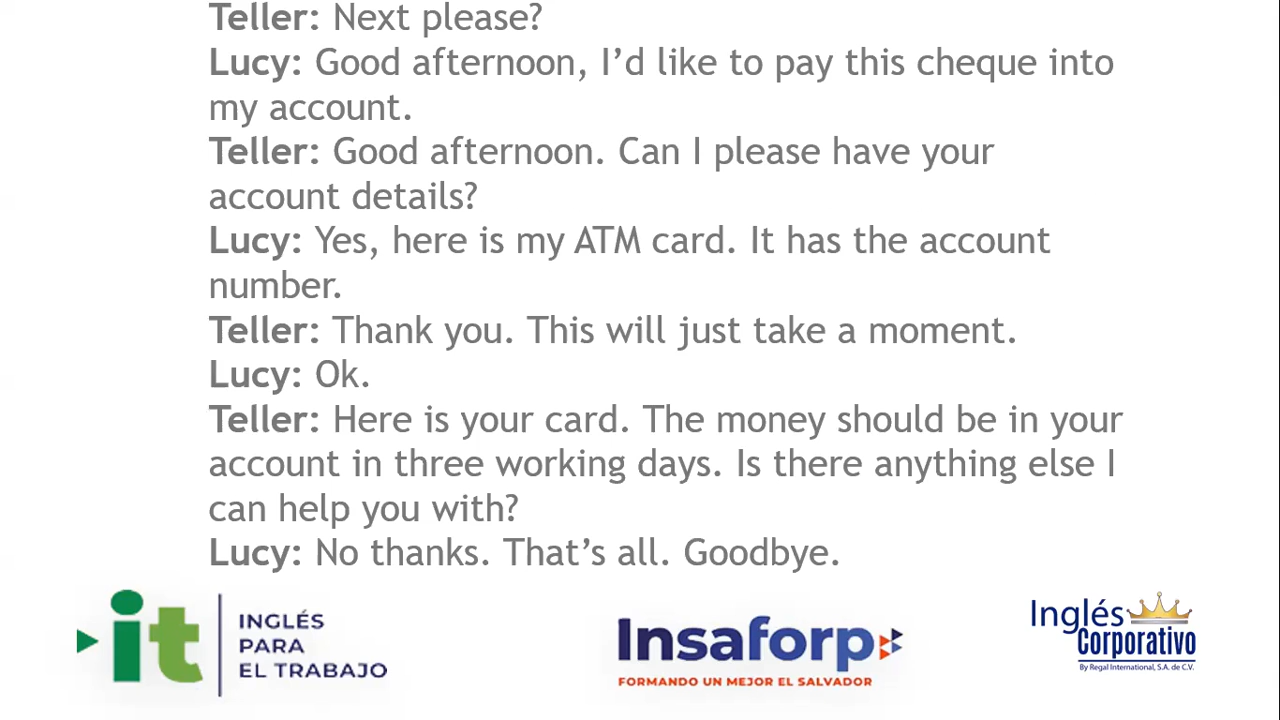 Teller: Next please?
Lucy: Good afternoon, I’d like to pay this cheque into
my account.
Teller: Good afternoon. Can I please have your
account details?
Lucy: Yes, here is my ATM card. It has the account
number.
Teller: Thank you. This will just take a moment.
Lucy: Ok.
Teller: Here is your card. The money should be in your
account in three working days. Is there anything else I
can help you with?
Lucy: No thanks. That’s all. Goodbye.
it
INGLÉS
PARA
EL TRABAJO
Insaforp
FORMANDO UN MEJOR EL SALVADOR
Inglés
Corporativo
By Regal International, S.A. de C.V.